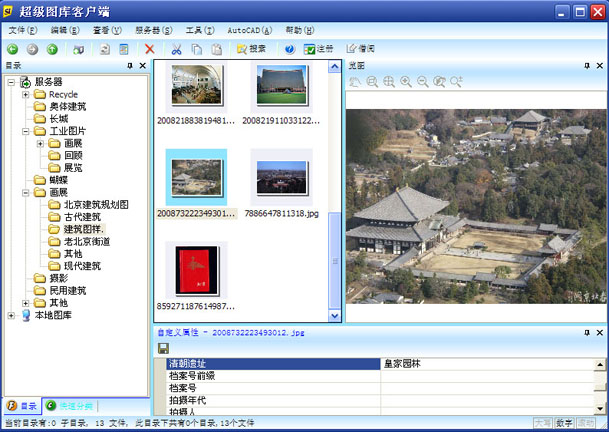 超级图库客户端
文件(F) 编辑(E) 查看(V) 服务器(S) 工具(I) AutoCAD(A) 帮助(H)
搜索 注册 借阅
目录
服务器
Recycle
奥体建筑
长城
工业图片
画展
回顾
展览
蝴蝶
画展
北京建筑规划图
古代建筑
建筑图样.
老北京街道
其他
现代建筑
摄影
民用建筑
其他
本地图库
目录 快速分类
200821883819481...
200821911033122...
200873222349301...
7886647811318.jpg
859271187614987...
览图
自定义属性 - 2008732223493012.jpg
清朝遗址 皇家园林
档案号前缀
档案号
拍摄年代
拍摄人
当前目录有:0 子目录, 13 文件, 此目录下共有0个目录,13个文件
大写 数字 滚动